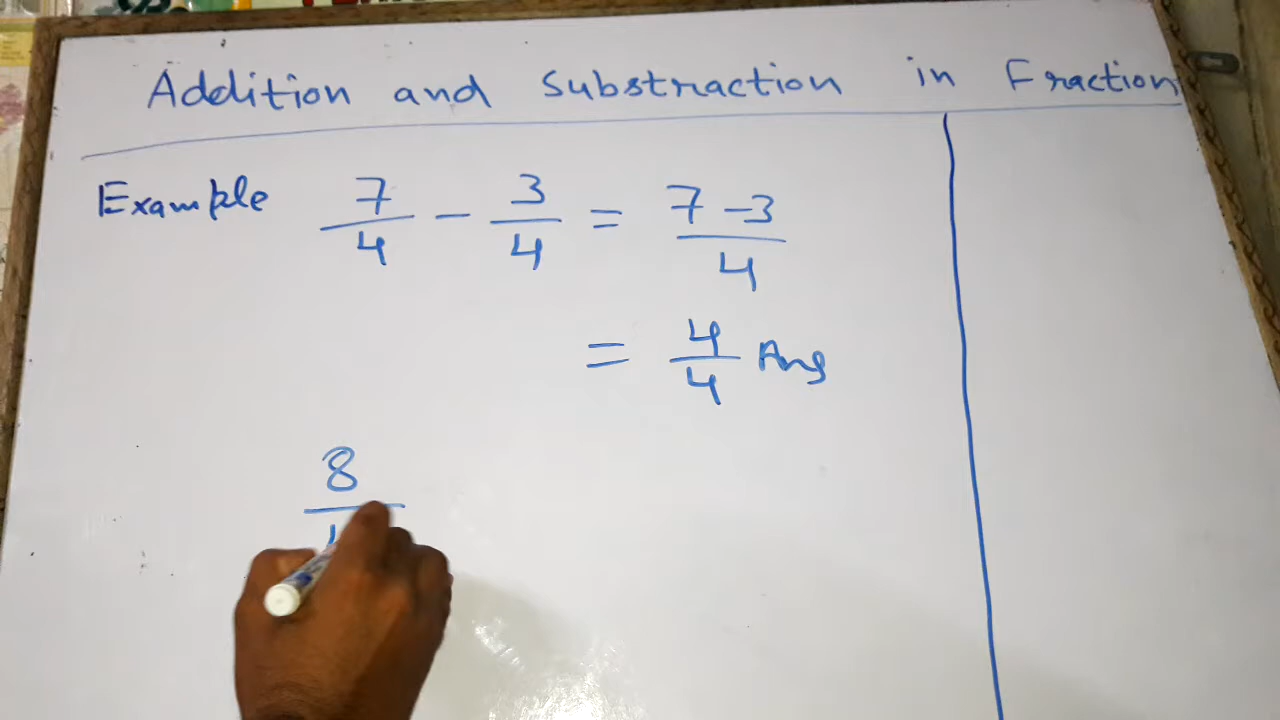 Addition and Substraction in Fraction
Example 7/4 - 3/4 = 7-3/4
= 4/4 Ans
8